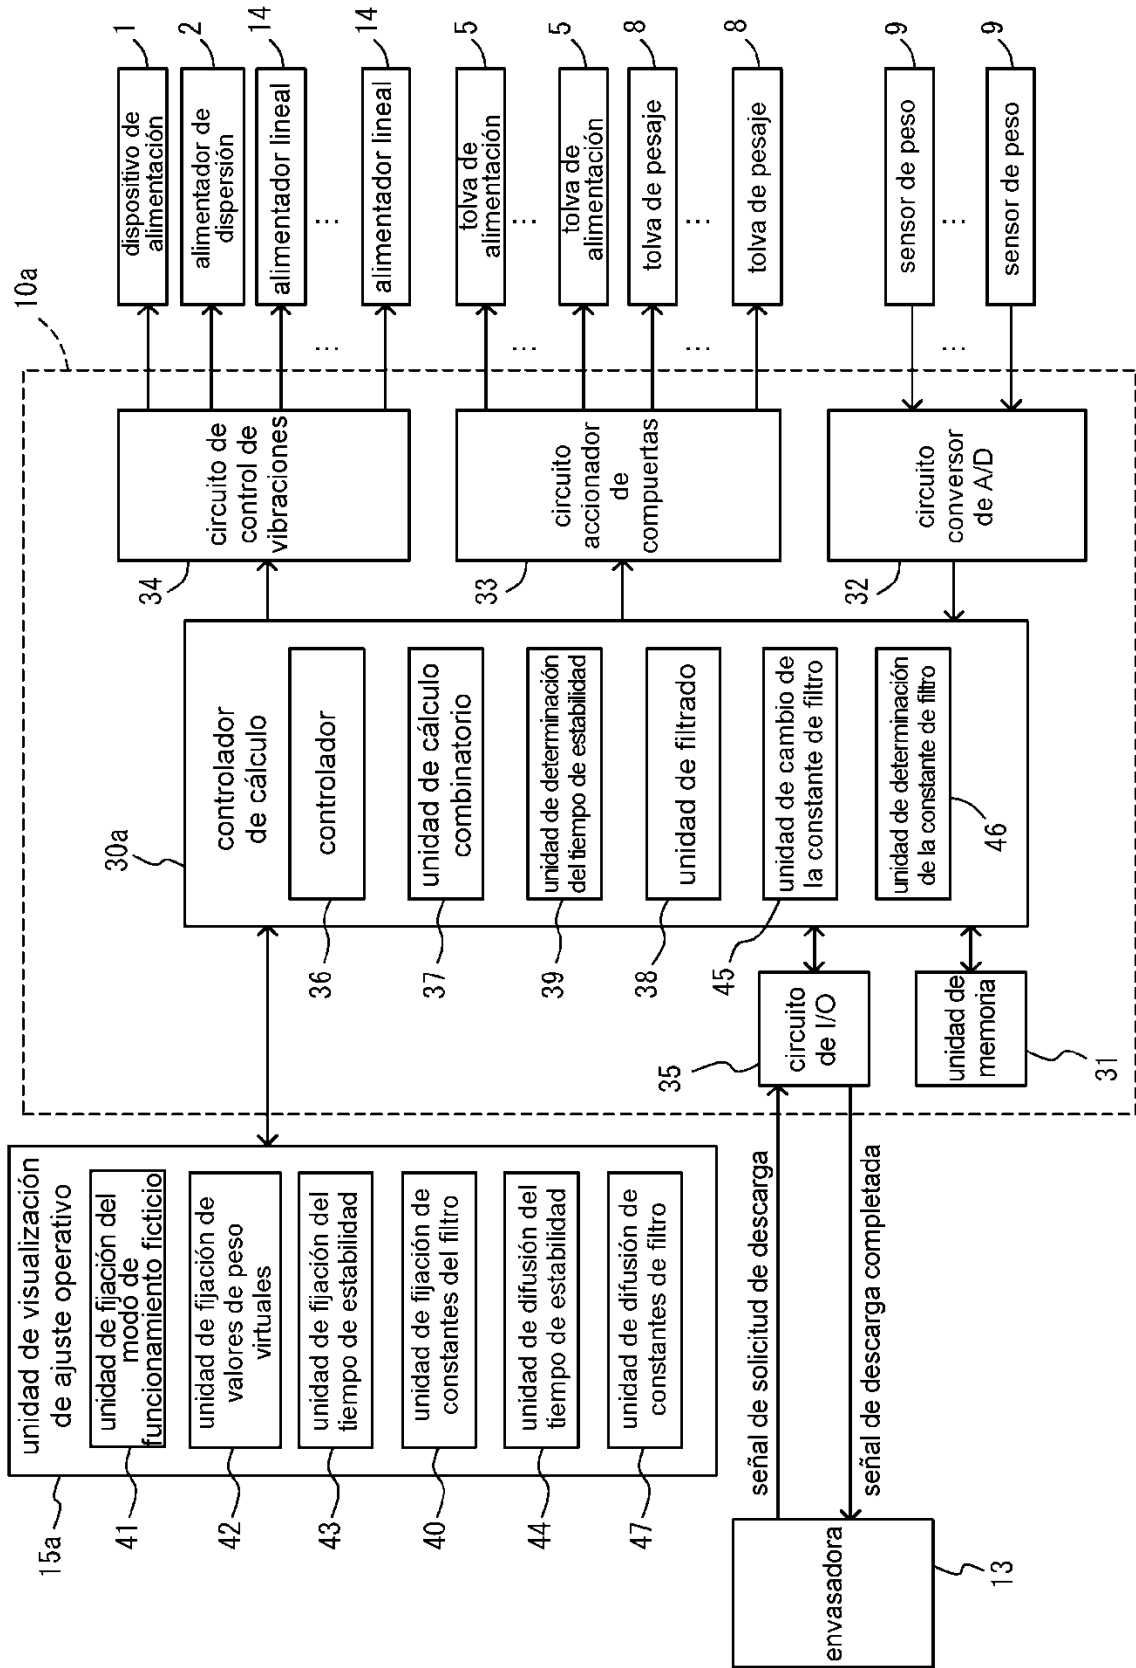 15a
unidad de visualización
de ajuste operativo
41
unidad de fijación del
modo de
funcionamiento ficticio
42
unidad de fijación de
valores de peso
virtuales
43
unidad de fijación del
tiempo de estabilidad
40
unidad de fijación de
constantes del filtro
44
unidad de difusión del
tiempo de estabilidad
47
unidad de difusión de
constantes de filtro
envasadora
13
señal de solicitud de descarga
señal de descarga completada
10a
30a
controlador
de cálculo
36
controlador
37
unidad de cálculo
combinatorio
39
unidad de determinación
del tiempo de estabilidad
38
unidad de filtrado
45
unidad de cambio de
la constante de filtro
unidad de determinación
de la constante de filtro
46
35
circuito
de I/O
unidad de
memoria
31
34
circuito de
control de
vibraciones
33
circuito
accionador
de
compuertas
32
circuito
conversor
de A/D
dispositivo de
alimentación
1
alimentador de
dispersión
2
alimentador lineal
14
...
...
alimentador lineal
14
tolva de
alimentación
5
...
...
tolva de
alimentación
5
tolva de pesaje
8
...
...
tolva de pesaje
8
sensor de peso
9
...
...
sensor de peso
9